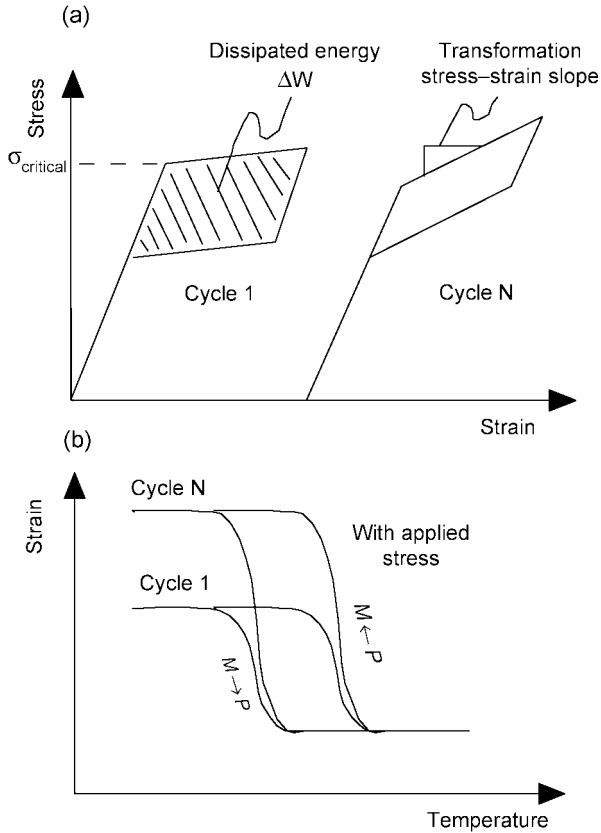 (a)
Dissipated energy
ΔW
Transformation
stress–strain slope
Stress
σcritical
Cycle 1
Cycle N
Strain
(b)
Cycle N
Strain
With applied
stress
Cycle 1
M→P
M←P
Temperature